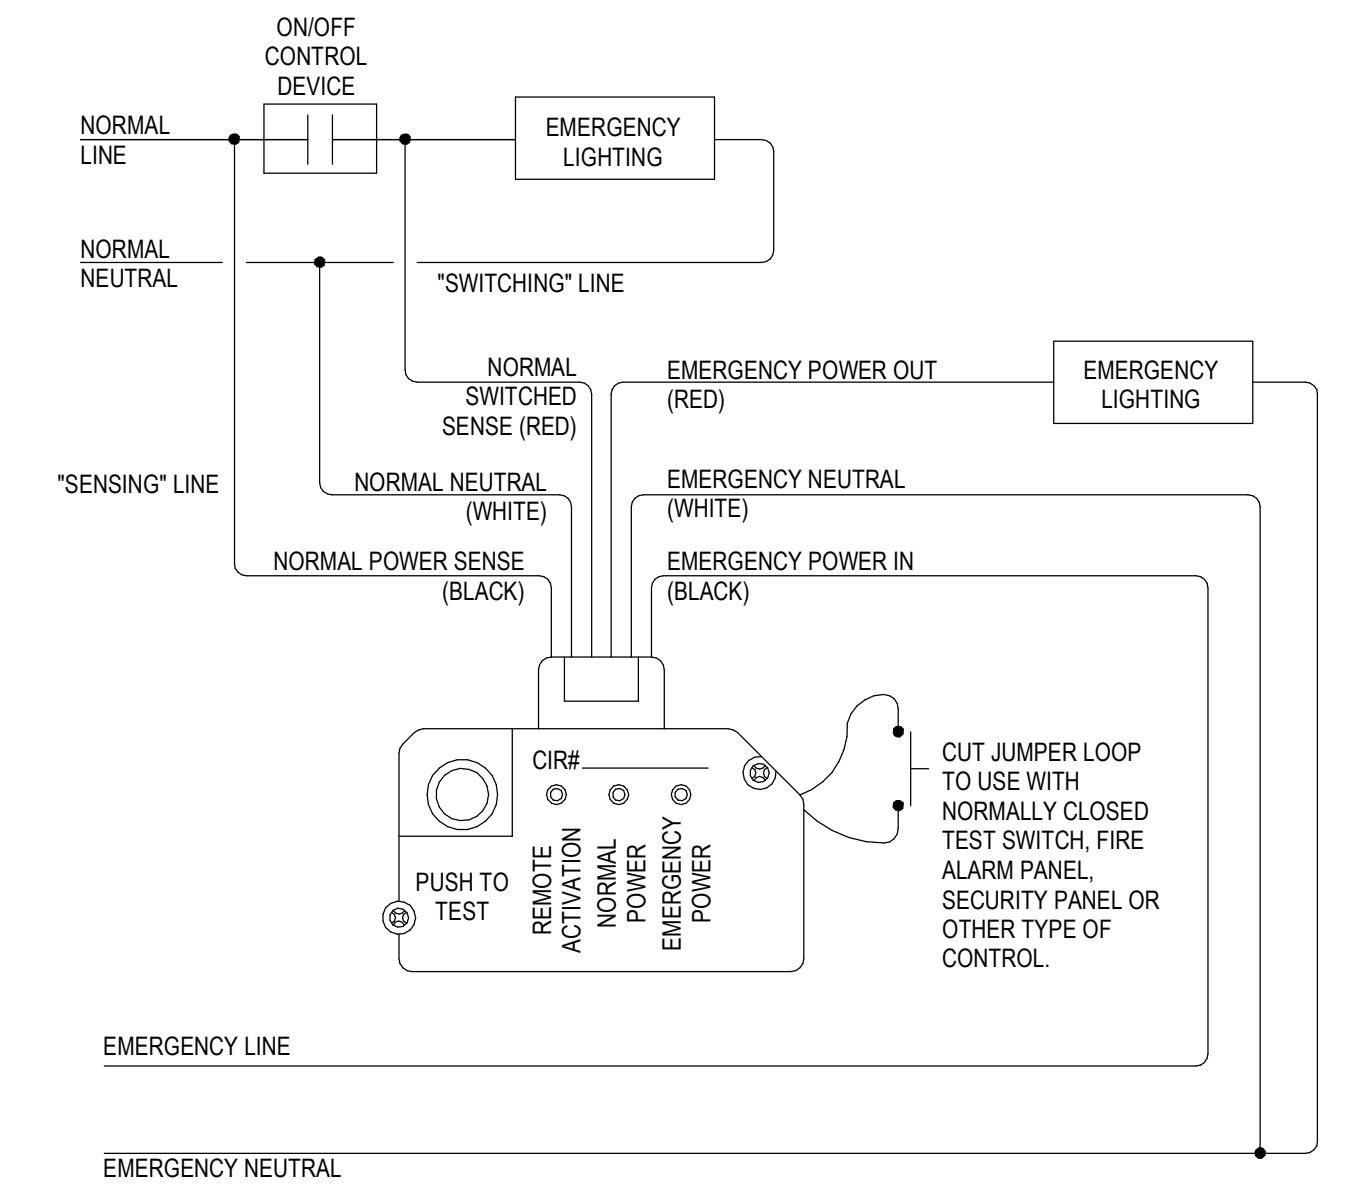 ON/OFF
CONTROL
DEVICE
NORMAL
LINE
EMERGENCY
LIGHTING
NORMAL
NEUTRAL
"SWITCHING" LINE
NORMAL
SWITCHED
SENSE (RED)
EMERGENCY POWER OUT
(RED)
EMERGENCY
LIGHTING
"SENSING" LINE
NORMAL NEUTRAL
(WHITE)
EMERGENCY NEUTRAL
(WHITE)
NORMAL POWER SENSE
(BLACK)
EMERGENCY POWER IN
(BLACK)
CIR#
PUSH TO
TEST
REMOTE
ACTIVATION
NORMAL
POWER
EMERGENCY
POWER
CUT JUMPER LOOP
TO USE WITH
NORMALLY CLOSED
TEST SWITCH, FIRE
ALARM PANEL,
SECURITY PANEL OR
OTHER TYPE OF
CONTROL.
EMERGENCY LINE
EMERGENCY NEUTRAL